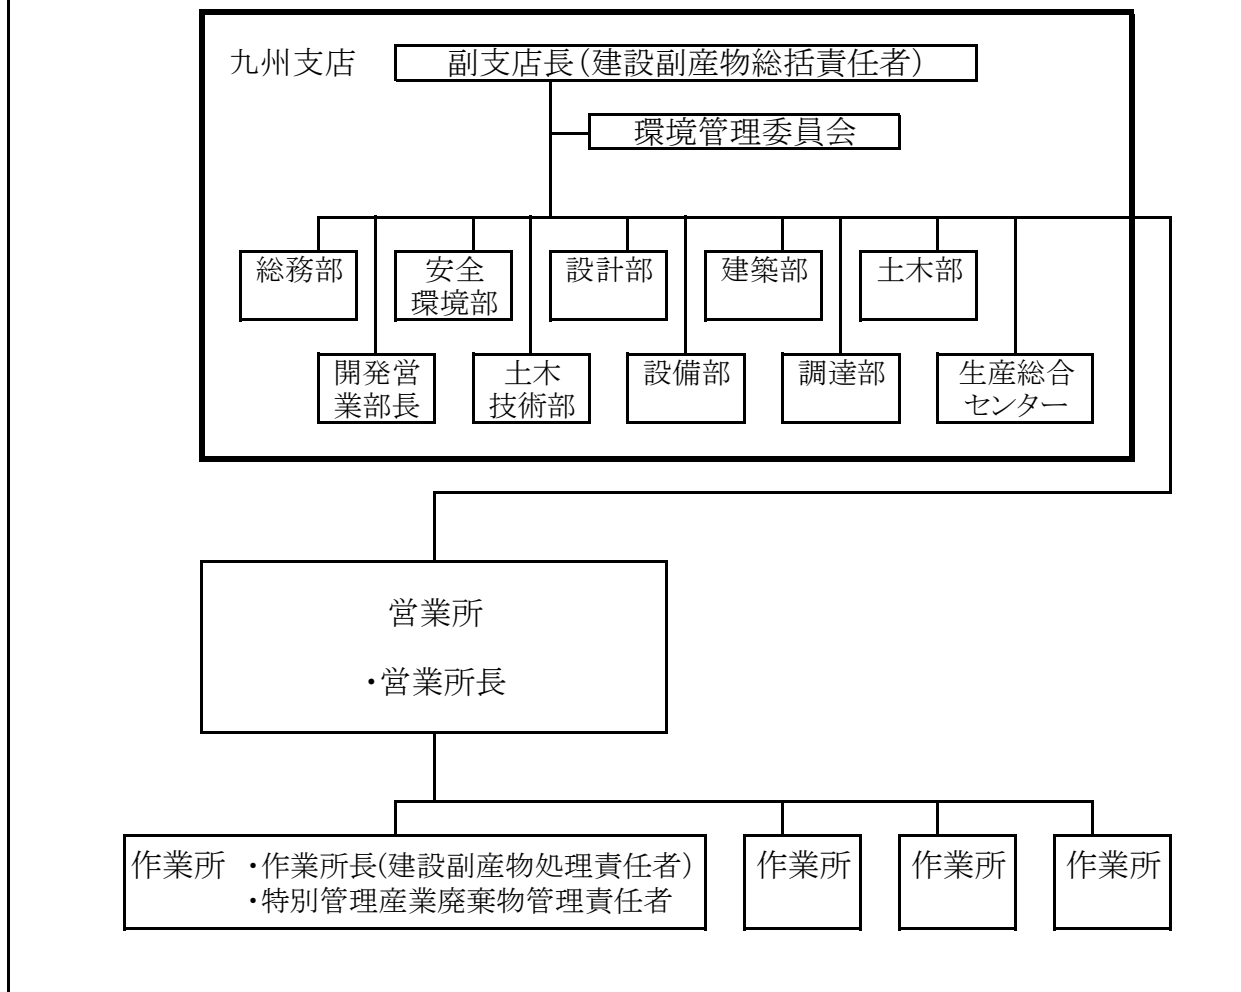 九州支店
副支店長（建設副産物総括責任者）
環境管理委員会
総務部
安全
環境部
設計部
建築部
土木部
開発営
業部長
土木
技術部
設備部
調達部
生産総合
センター
営業所
・営業所長
作業所
・作業所長(建設副産物処理責任者)
・特別管理産業廃棄物管理責任者
作業所
作業所
作業所